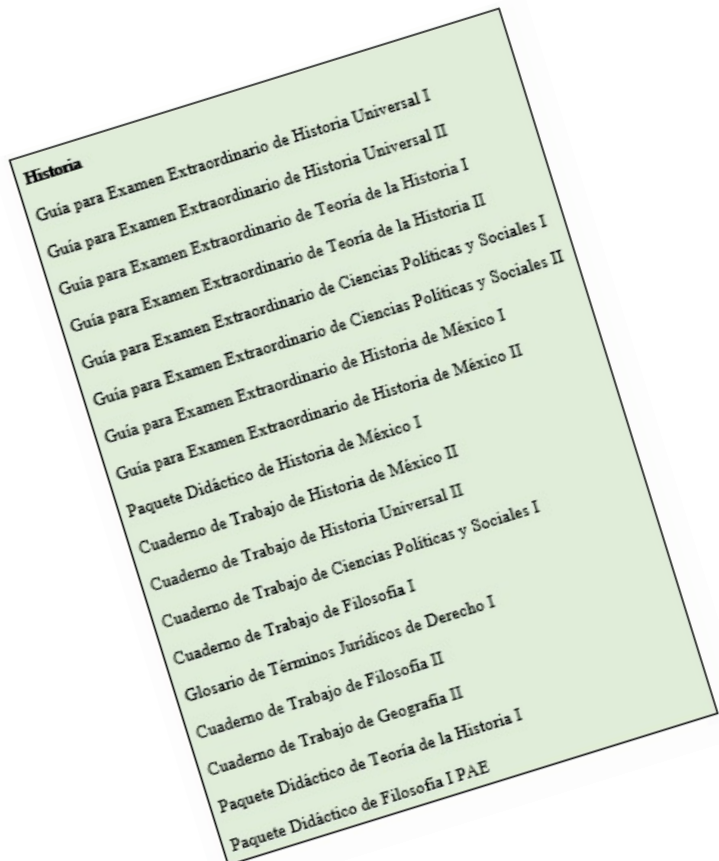 Historia
Guía para Examen Extraordinario de Historia Universal I
Guía para Examen Extraordinario de Historia Universal II
Guía para Examen Extraordinario de Teoría de la Historia I
Guía para Examen Extraordinario de Teoría de la Historia II
Guía para Examen Extraordinario de Ciencias Políticas y Sociales I
Guía para Examen Extraordinario de Ciencias Políticas y Sociales II
Guía para Examen Extraordinario de Historia de México I
Guía para Examen Extraordinario de Historia de México II
Paquete Didáctico de Historia de México I
Cuaderno de Trabajo de Historia de México II
Cuaderno de Trabajo de Historia Universal II
Cuaderno de Trabajo de Ciencias Políticas y Sociales I
Cuaderno de Trabajo de Filosofía I
Glosario de Términos Jurídicos de Derecho I
Cuaderno de Trabajo de Filosofía II
Cuaderno de Trabajo de Geografía II
Paquete Didáctico de Teoría de la Historia I
Paquete Didáctico de Filosofía I PAE